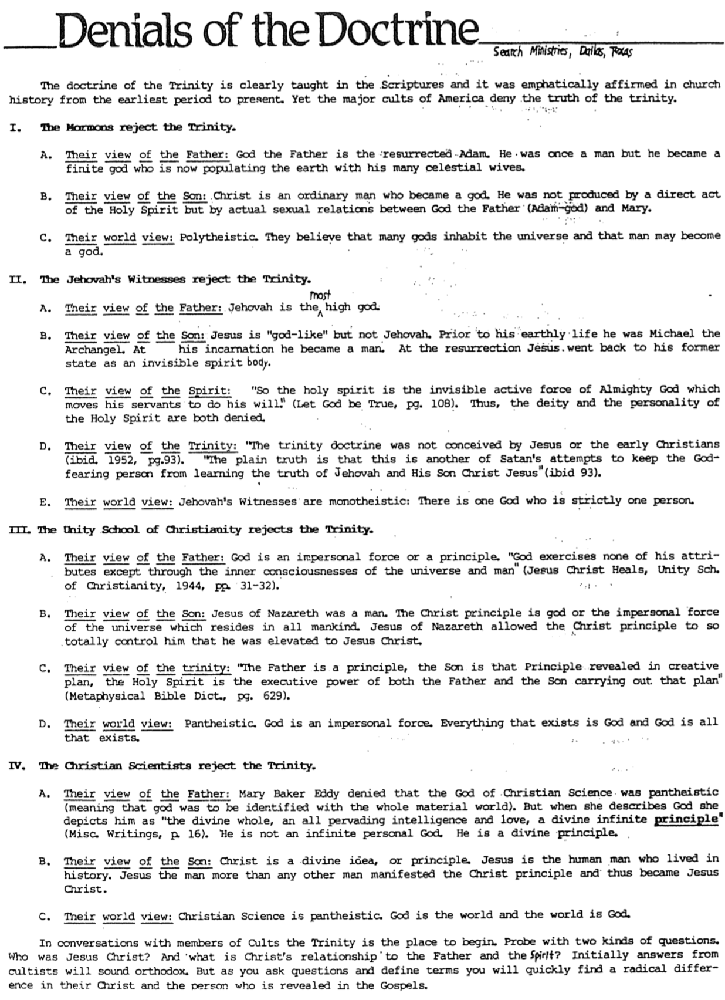 Denials of the Doctrine
Search Ministries, Dallas, Texas
The doctrine of the Trinity is clearly taught in the Scriptures and it was emphatically affirmed in church
history from the earliest period to present. Yet the major cults of America deny the truth of the trinity.
I. The Mormons reject the Trinity.
A. Their view of the Father: God the Father is the resurrected Adam. He was once a man but he became a
finite god who is now populating the earth with his many celestial wives.
B. Their view of the Son: Christ is an ordinary man who became a god. He was not produced by a direct act
of the Holy Spirit but by actual sexual relations between God the Father (Adam-god) and Mary.
C. Their world view: Polytheistic. They believe that many gods inhabit the universe and that man may become
a god.
II. The Jehovah's Witnesses reject the Trinity.
A. Their view of the Father: Jehovah is the most high god.
B. Their view of the Son: Jesus is "god-like" but not Jehovah. Prior to his earthly life he was Michael the
Archangel. At his incarnation he became a man. At the resurrection Jesus went back to his former
state as an invisible spirit body.
C. Their view of the Spirit: "So the holy spirit is the invisible active force of Almighty God which
moves his servants to do his will." (Let God be True, pg. 108). Thus, the deity and the personality of
the Holy Spirit are both denied.
D. Their view of the Trinity: "The trinity doctrine was not conceived by Jesus or the early Christians
(ibid. 1952, pg.93). "The plain truth is that this is another of Satan's attempts to keep the God-
fearing person from learning the truth of Jehovah and His Son Christ Jesus"(ibid 93).
E. Their world view: Jehovah's Witnesses are monotheistic: There is one God who is strictly one person.
III. The Unity School of Christianity rejects the Trinity.
A. Their view of the Father: God is an impersonal force or a principle. "God exercises none of his attri-
butes except through the inner consciousnesses of the universe and man" (Jesus Christ Heals, Unity Sch.
of Christianity, 1944, pp. 31-32).
B. Their view of the Son: Jesus of Nazareth was a man. The Christ principle is god or the impersonal force
of the universe which resides in all mankind. Jesus of Nazareth allowed the Christ principle to so
totally control him that he was elevated to Jesus Christ.
C. Their view of the trinity: "The Father is a principle, the Son is that Principle revealed in creative
plan, the Holy Spirit is the executive power of both the Father and the Son carrying out that plan"
(Metaphysical Bible Dict., pg. 629).
D. Their world view: Pantheistic. God is an impersonal force. Everything that exists is God and God is all
that exists.
IV. The Christian Scientists reject the Trinity.
A. Their view of the Father: Mary Baker Eddy denied that the God of Christian Science was pantheistic
(meaning that god was to be identified with the whole material world). But when she describes God she
depicts him as "the divine whole, an all pervading intelligence and love, a divine infinite principle"
(Misc. Writings, p. 16). He is not an infinite personal God. He is a divine principle.
B. Their view of the Son: Christ is a divine idea, or principle. Jesus is the human man who lived in
history. Jesus the man more than any other man manifested the Christ principle and thus became Jesus
Christ.
C. Their world view: Christian Science is pantheistic. God is the world and the world is God.
In conversations with members of Cults the Trinity is the place to begin. Probe with two kinds of questions.
Who was Jesus Christ? And what is Christ's relationship to the Father and the Spirit? Initially answers from
cultists will sound orthodox. But as you ask questions and define terms you will quickly find a radical differ-
ence in their Christ and the person who is revealed in the Gospels.